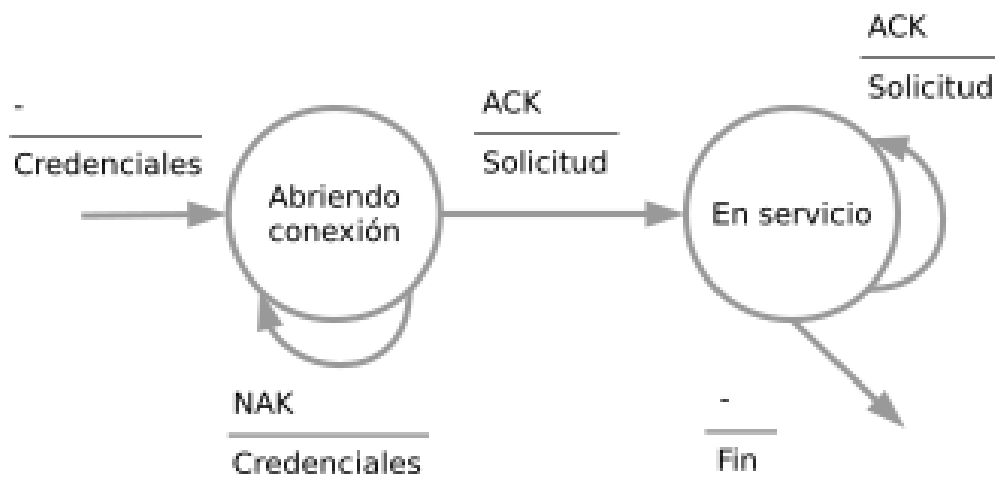 -
Credenciales
Abriendo
conexión
NAK
Credenciales
ACK
Solicitud
En servicio
ACK
Solicitud
-
Fin